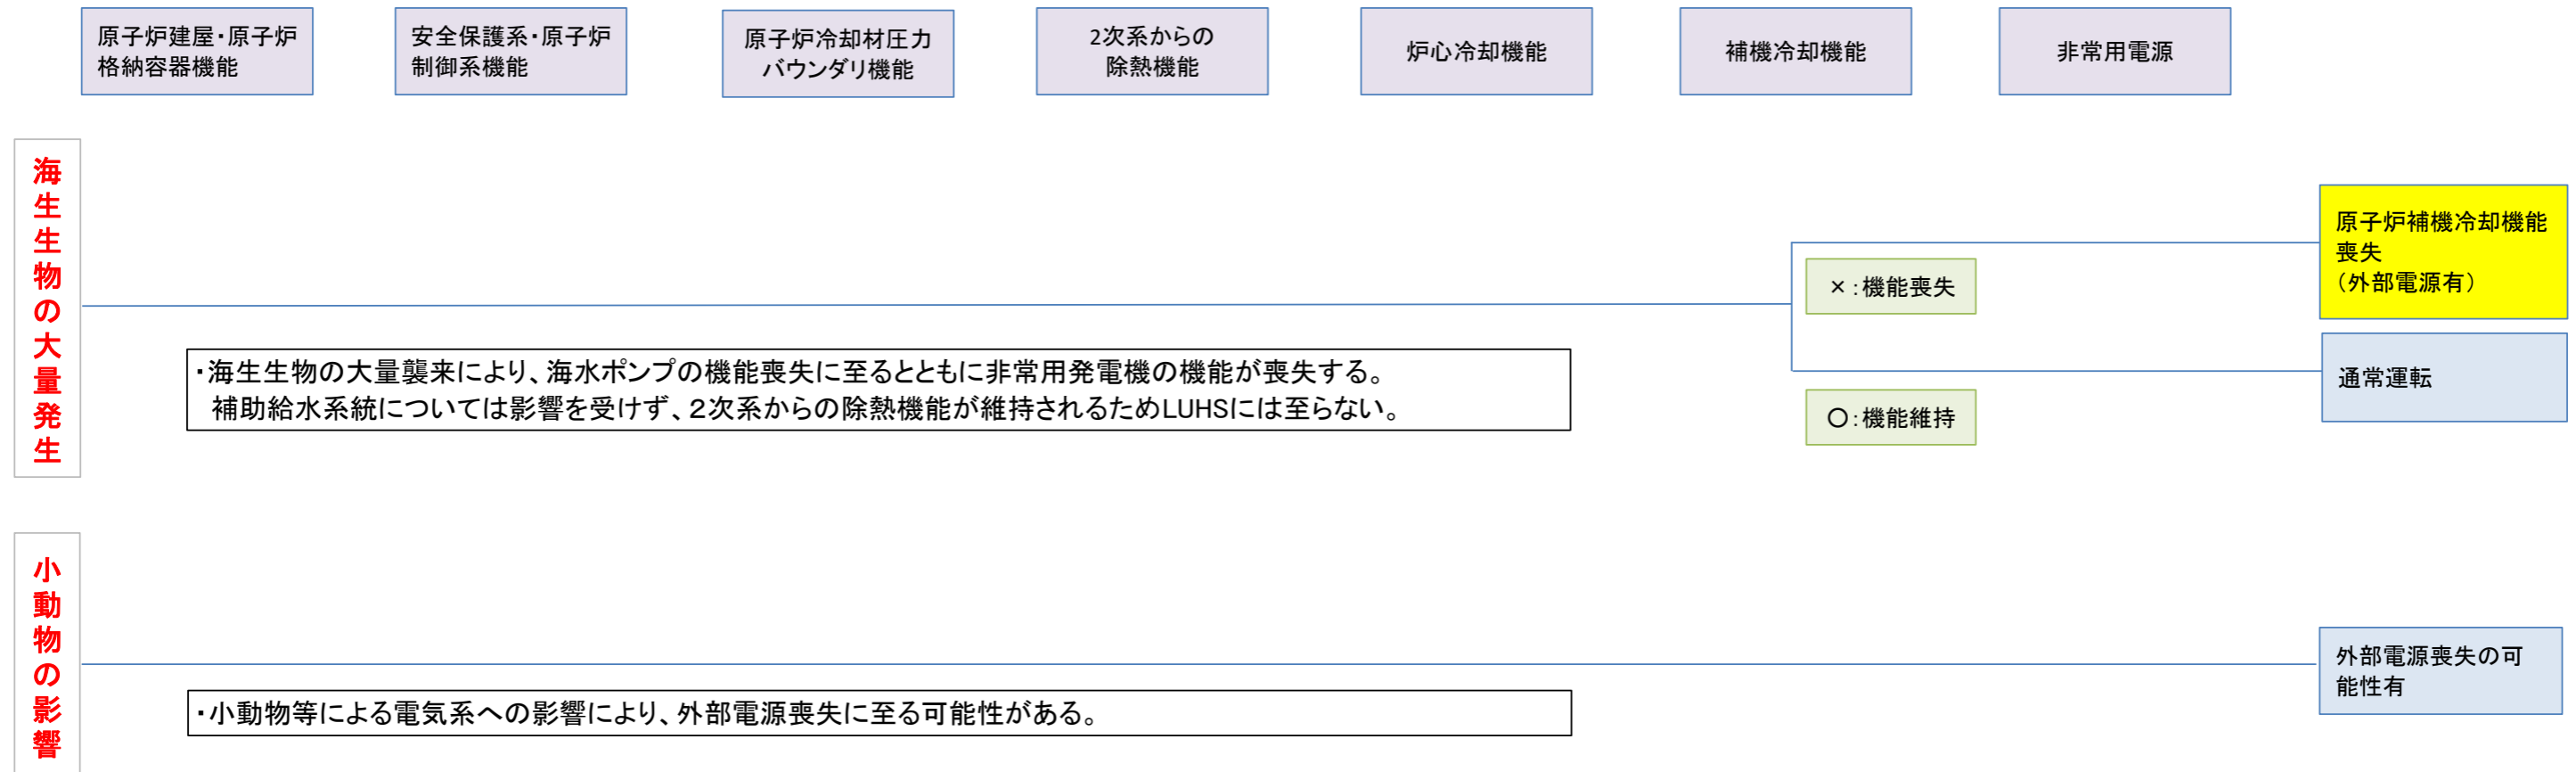 原子炉建屋・原子炉
格納容器機能
安全保護系・原子炉
制御系機能
原子炉冷却材圧力
バウンダリ機能
2次系からの
除熱機能
炉心冷却機能
補機冷却機能
非常用電源
海生生物の大量発生
原子炉補機冷却機能
喪失
（外部電源有）
×：機能喪失
・海生生物の大量襲来により、海水ポンプの機能喪失に至るとともに非常用発電機の機能が喪失する。
補助給水系統については影響を受けず、２次系からの除熱機能が維持されるためLUHSには至らない。
通常運転
○：機能維持
小動物の影響
外部電源喪失の可
能性有
・小動物等による電気系への影響により、外部電源喪失に至る可能性がある。